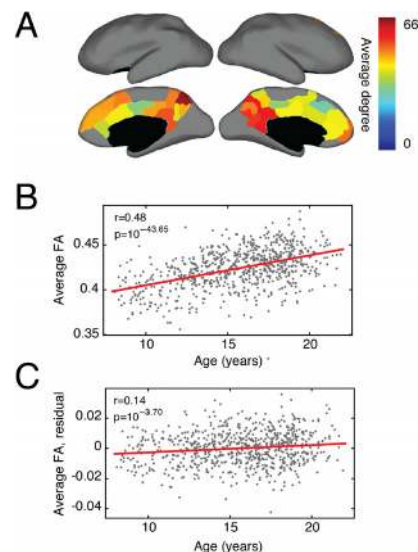 A
66
Average degree
0
B
r=0.48
p=10^-43.65
0.45
0.4
0.35
Average FA
10 15 20
Age (years)
C
r=0.14
p=10^-3.70
0.02
0
-0.02
-0.04
Average FA, residual
10 15 20
Age (years)